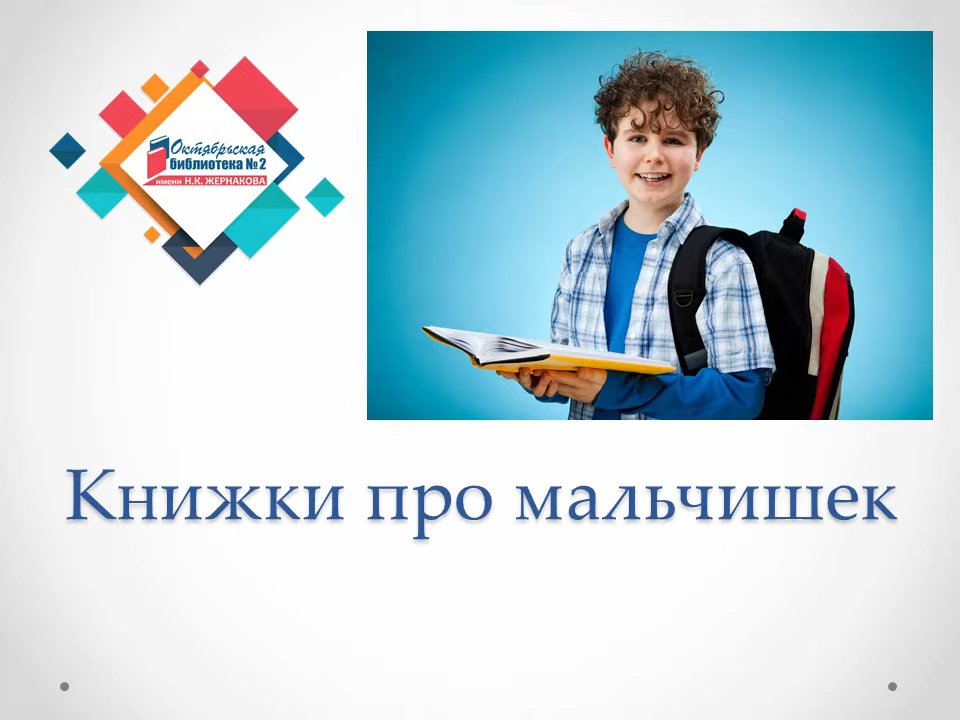 Октябрьская
библиотека №2
имени Н.К. ЖЕРНАКОВА
Книжки про мальчишек